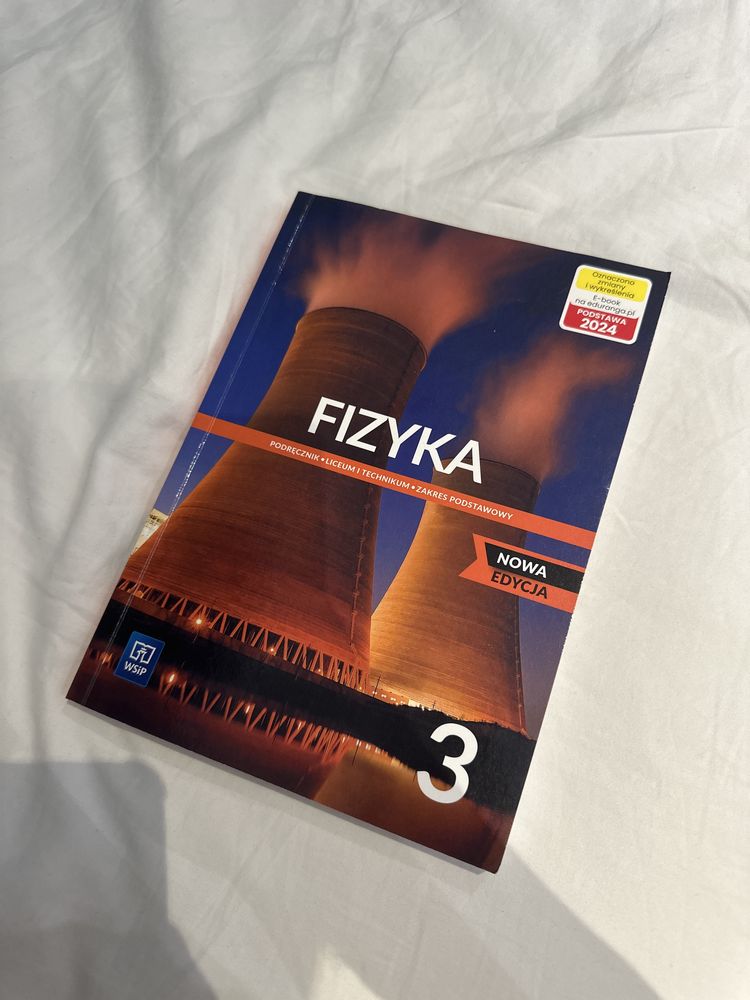 Oznaczono
zmiany
i wykreślenia
E-book
na eduranga.pl
PODSTAWA
2024
FIZYKA
PODRĘCZNIK • LICEUM I TECHNIKUM • ZAKRES PODSTAWOWY
NOWA
EDYCJA
WSiP
3